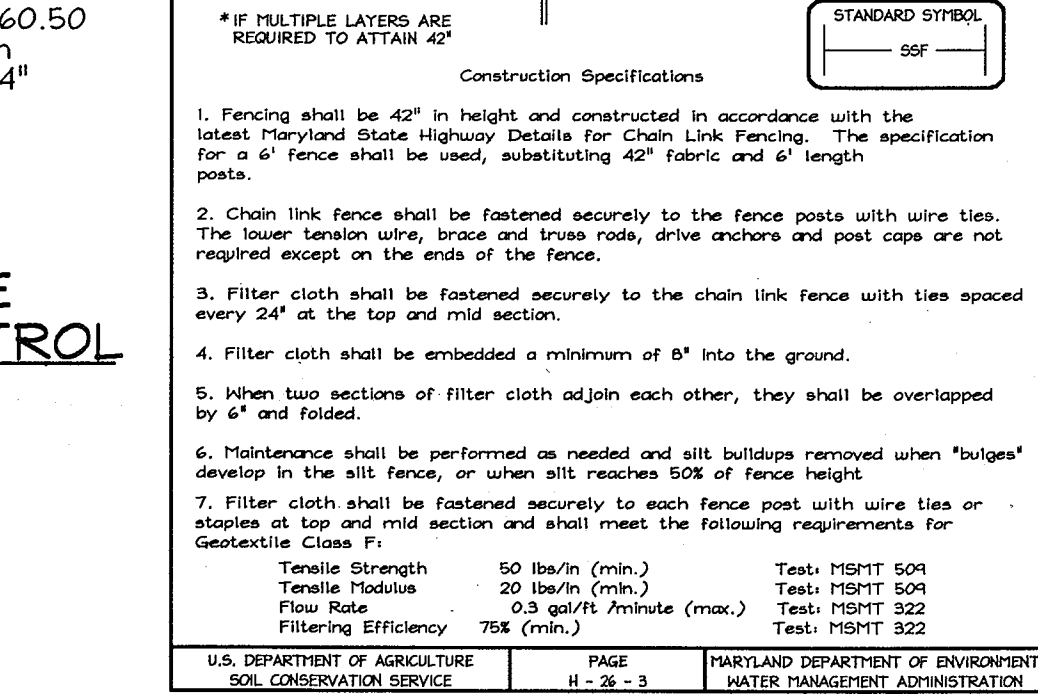 60.50
4"
TROL
* IF MULTIPLE LAYERS ARE
REQUIRED TO ATTAIN 42"
STANDARD SYMBOL
SSF
Construction Specifications
1. Fencing shall be 42" in height and constructed in accordance with the
latest Maryland State Highway Details for Chain Link Fencing. The specification
for a 6' fence shall be used, substituting 42" fabric and 6' length
posts.
2. Chain link fence shall be fastened securely to the fence posts with wire ties.
The lower tension wire, brace and truss rods, drive anchors and post caps are not
required except on the ends of the fence.
3. Filter cloth shall be fastened securely to the chain link fence with ties spaced
every 24" at the top and mid section.
4. Filter cloth shall be embedded a minimum of 8" into the ground.
5. When two sections of filter cloth adjoin each other, they shall be overlapped
by 6" and folded.
6. Maintenance shall be performed as needed and silt buildups removed when "bulges"
develop in the silt fence, or when silt reaches 50% of fence height
7. Filter cloth shall be fastened securely to each fence post with wire ties or
staples at top and mid section and shall meet the following requirements for
Geotextile Class F:
Tensile Strength 50 lbs/in (min.) Test: MSMT 509
Tensile Modulus 20 lbs/in (min.) Test: MSMT 509
Flow Rate 0.3 gal/ft /minute (max.) Test: MSMT 322
Filtering Efficiency 75% (min.) Test: MSMT 322
U.S. DEPARTMENT OF AGRICULTURE
SOIL CONSERVATION SERVICE
PAGE
H - 26 - 3
MARYLAND DEPARTMENT OF ENVIRONMENT
WATER MANAGEMENT ADMINISTRATION